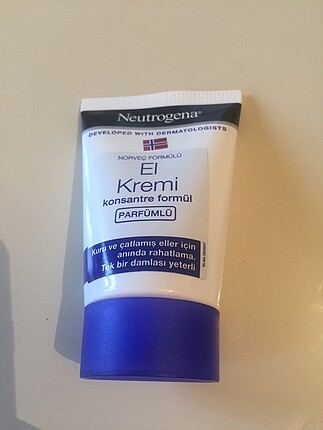 Neutrogena®
DEVELOPED WITH DERMATOLOGISTS
NORVEÇ FORMÜLÜ
El
Kremi
konsantre formül
PARFÜMLÜ
Kuru ve çatlamış eller için
anında rahatlama.
Tek bir damlası yeterli